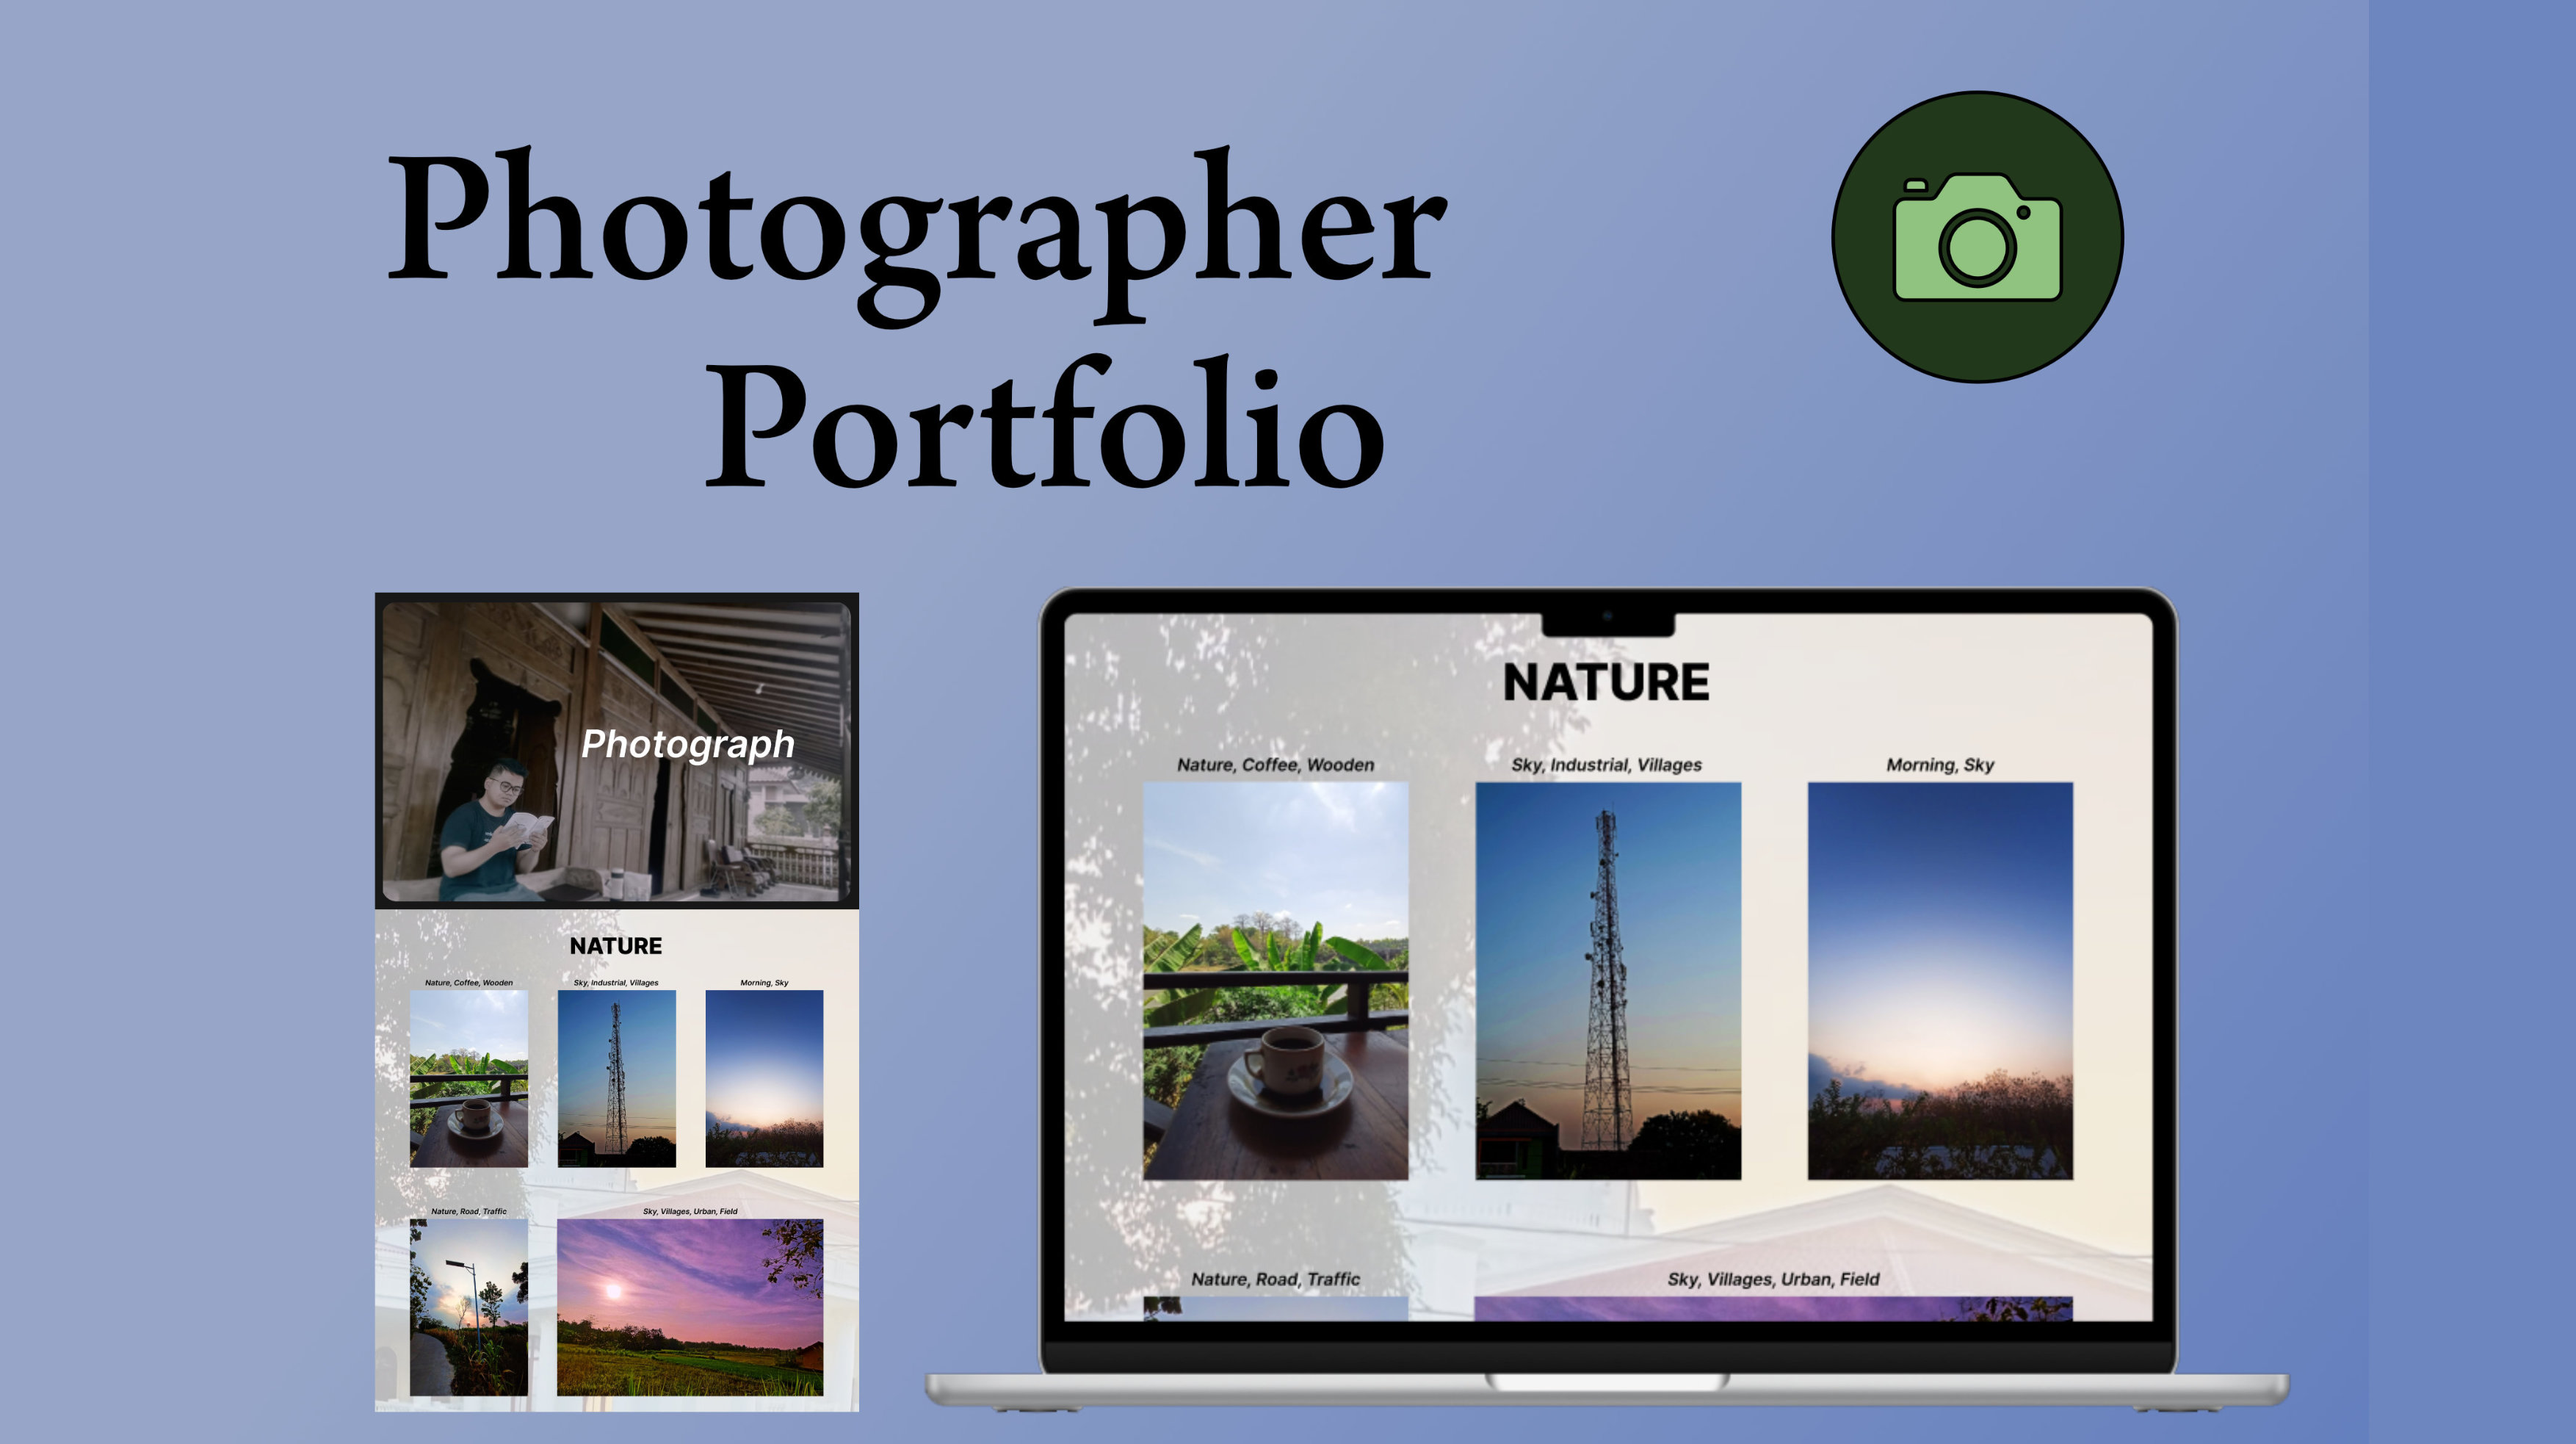 Photographer
Portfolio
Photograph
NATURE
Nature, Coffee, Wooden
Sky, Industrial, Villages
Morning, Sky
Nature, Road, Traffic
Sky, Villages, Urban, Field
NATURE
Nature, Coffee, Wooden
Sky, Industrial, Villages
Morning, Sky
Nature, Road, Traffic
Sky, Villages, Urban, Field